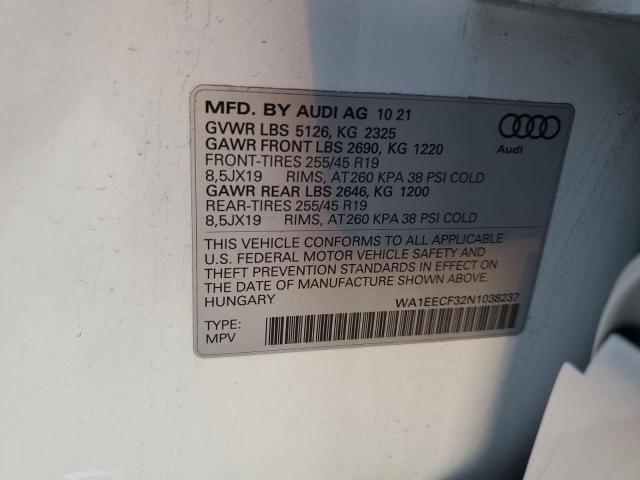 MFD. BY AUDI AG 10 21
GVWR LBS 5126, KG 2325
GAWR FRONT LBS 2690, KG 1220
FRONT-TIRES 255/45 R19
8,5JX19 RIMS, AT260 KPA 38 PSI COLD
GAWR REAR LBS 2646, KG 1200
REAR-TIRES 255/45 R19
8,5JX19 RIMS, AT260 KPA 38 PSI COLD
Audi
THIS VEHICLE CONFORMS TO ALL APPLICABLE
U.S. FEDERAL MOTOR VEHICLE SAFETY AND
THEFT PREVENTION STANDARDS IN EFFECT ON
THE DATE OF MANUFACTURE SHOWN ABOVE.
HUNGARY
WA1EECF32N1038237
TYPE:
MPV